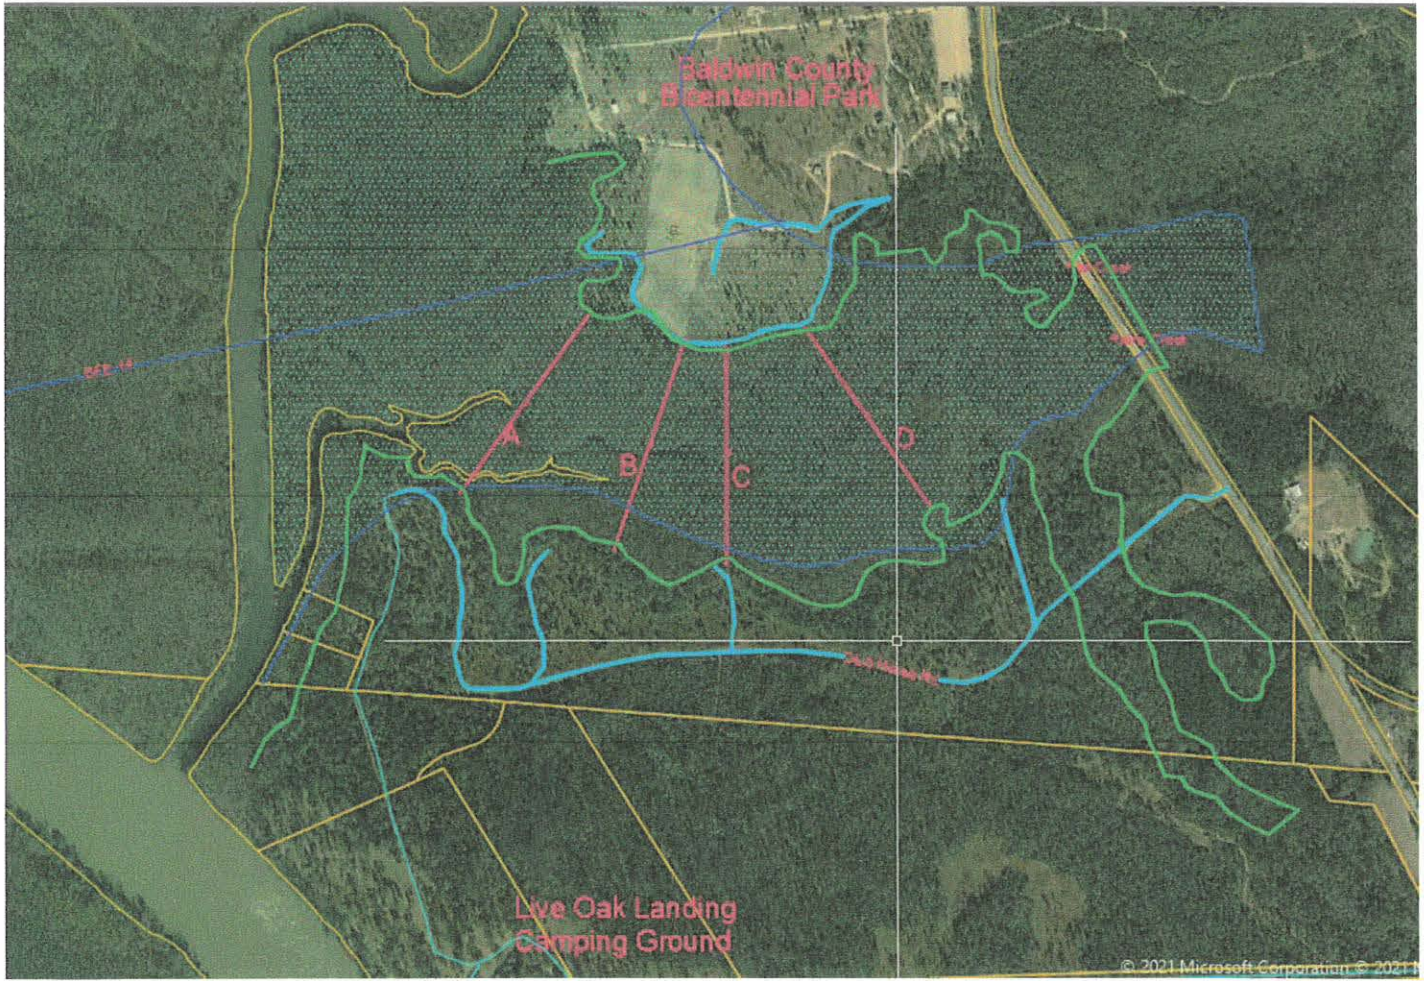 Baldwin County
Bicentennial Park
A
B
C
D
Live Oak Landing
Camping Ground
© 2021 Microsoft Corporation © 2021